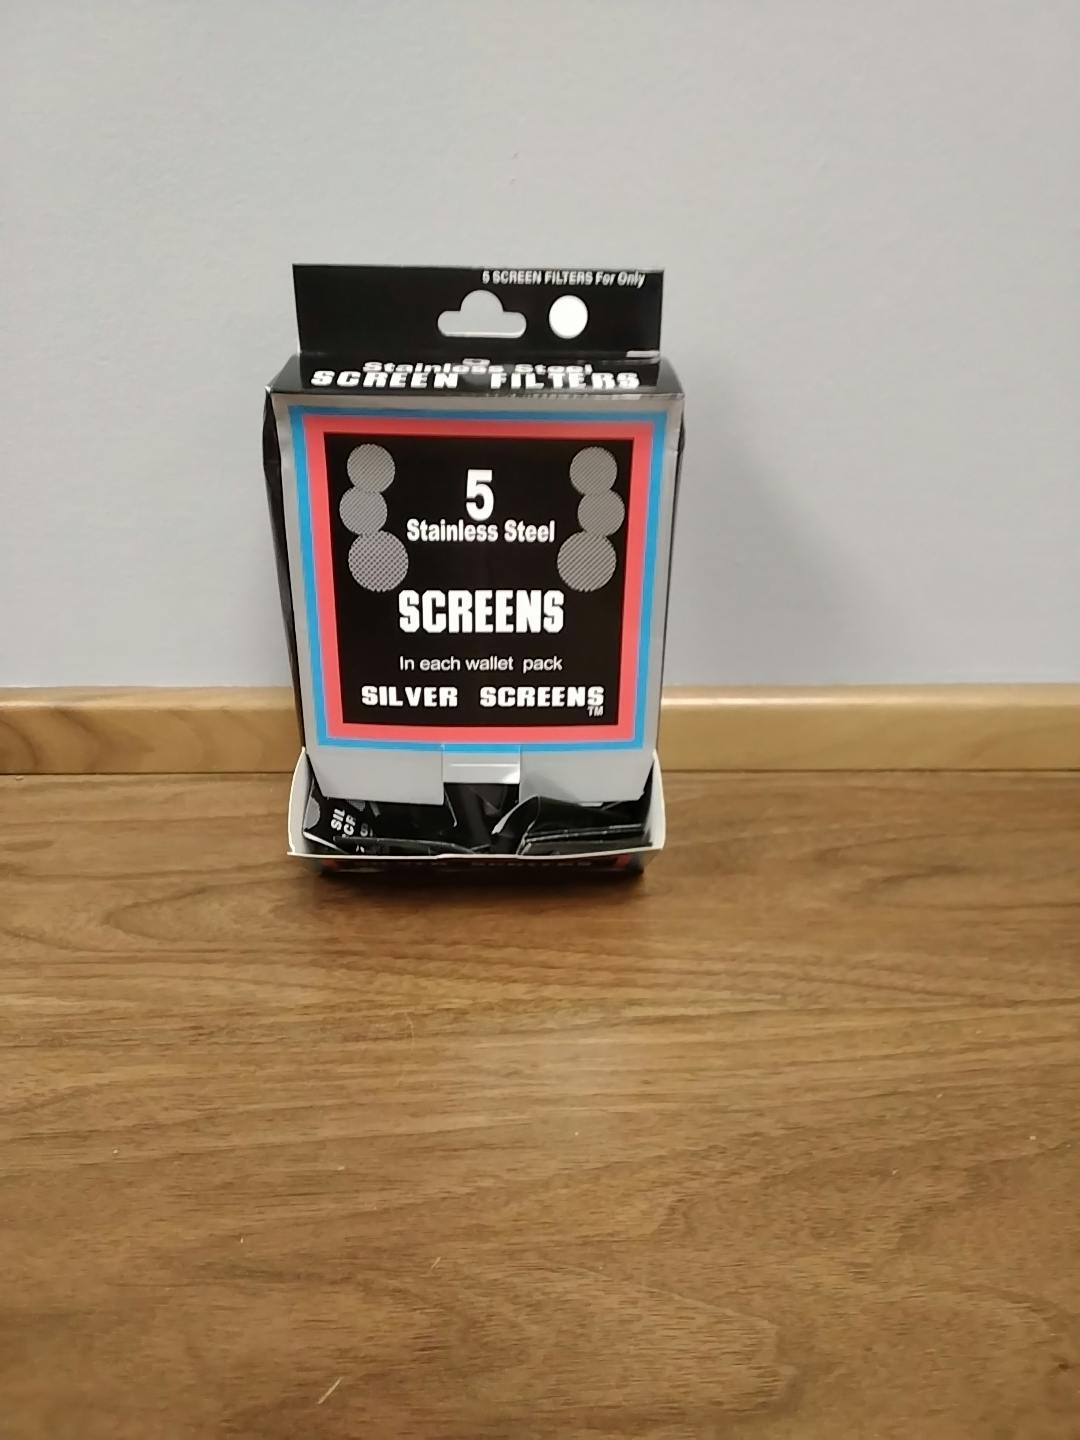 5 SCREEN FILTERS For Only
Stainless Steel
SCREEN FILTERS
5
Stainless Steel
SCREENS
In each wallet pack
SILVER SCREENS
TM